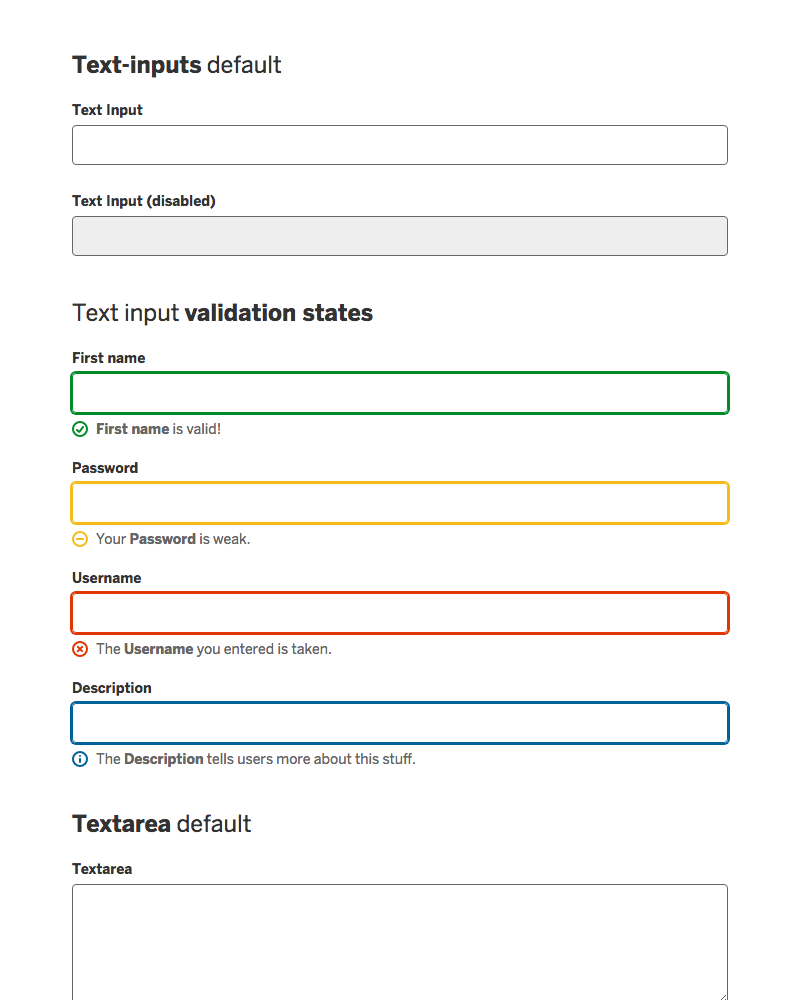 Text-inputs default
Text Input
Text Input (disabled)
Text input validation states
First name
First name is valid!
Password
Your Password is weak.
Username
The Username you entered is taken.
Description
The Description tells users more about this stuff.
Textarea default
Textarea